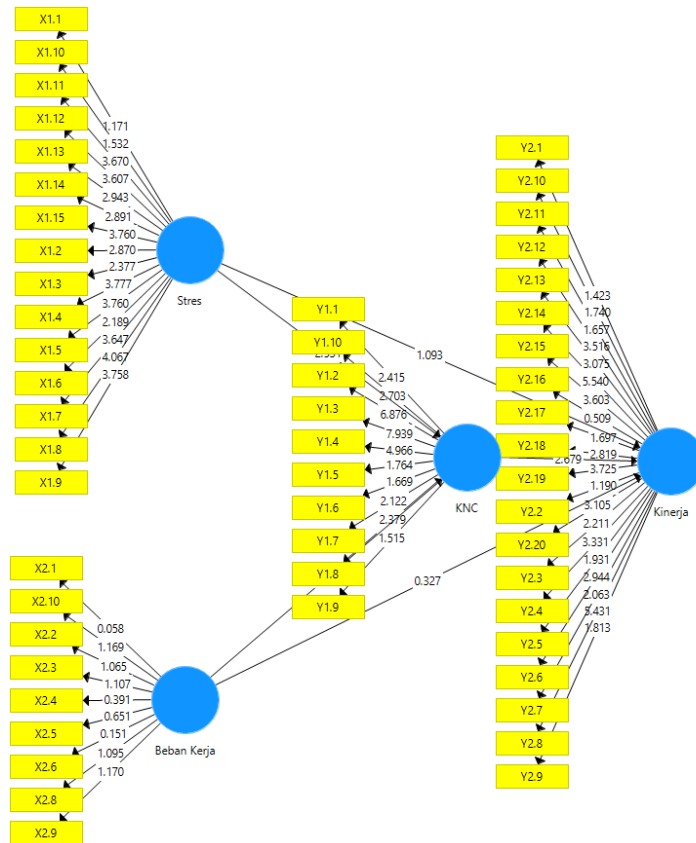 X1.1
X1.10
X1.11
X1.12
X1.13
X1.14
X1.15
X1.2
X1.3
X1.4
X1.5
X1.6
X1.7
X1.8
X1.9
1.171
1.532
3.670
3.607
2.943
2.891
3.760
2.870
2.377
3.777
3.760
2.189
3.647
4.067
3.758
Stres
Y1.1
Y1.10
Y1.2
Y1.3
Y1.4
Y1.5
Y1.6
Y1.7
Y1.8
Y1.9
2.415
2.703
6.876
7.939
4.966
1.764
1.669
2.122
2.379
1.515
KNC
1.093
2.679
0.327
Y2.1
Y2.10
Y2.11
Y2.12
Y2.13
Y2.14
Y2.15
Y2.16
Y2.17
Y2.18
Y2.19
Y2.2
Y2.20
Y2.3
Y2.4
Y2.5
Y2.6
Y2.7
Y2.8
Y2.9
1.423
1.740
1.657
3.516
3.075
5.540
3.603
0.509
1.697
2.819
3.725
1.190
3.105
2.211
3.331
1.931
2.944
2.063
5.431
1.813
Kinerja
X2.1
X2.10
X2.2
X2.3
X2.4
X2.5
X2.6
X2.8
X2.9
0.058
1.169
1.065
1.107
0.391
0.651
0.151
1.095
1.170
Beban Kerja